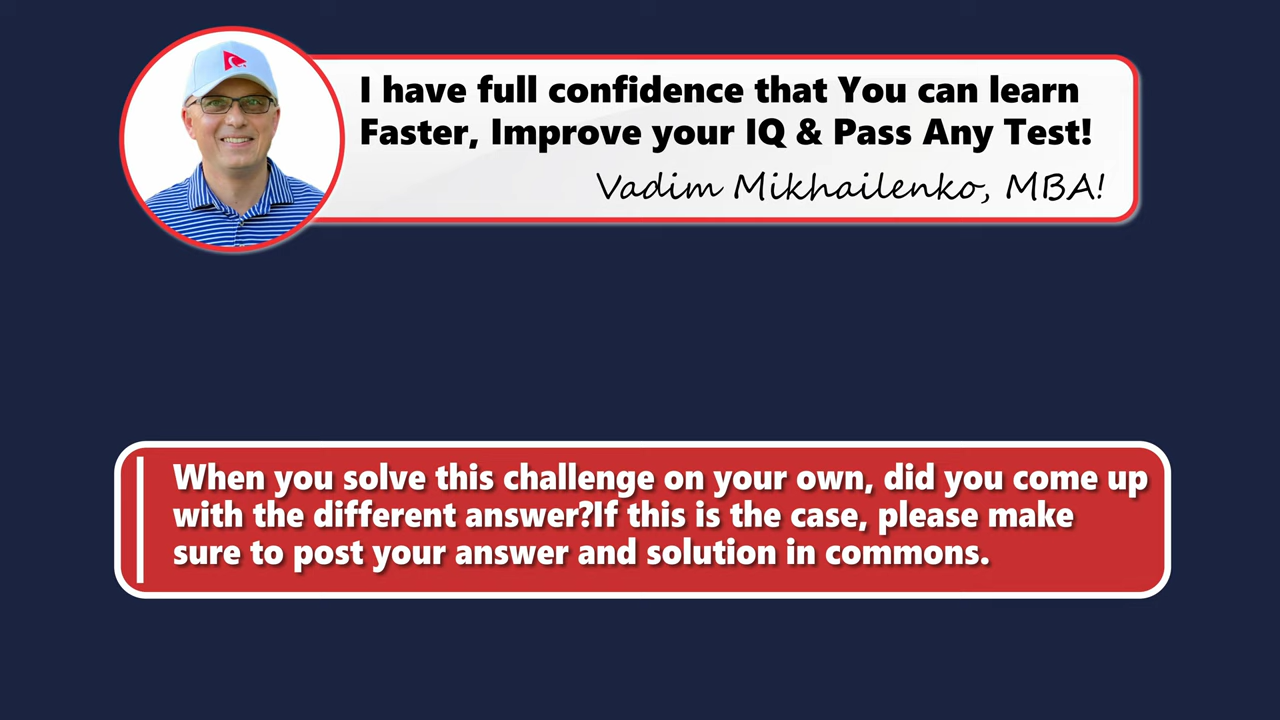 I have full confidence that You can learn
Faster, Improve your IQ & Pass Any Test!
Vadim Mikhailenko, MBA!
When you solve this challenge on your own, did you come up
with the different answer?If this is the case, please make
sure to post your answer and solution in commons.